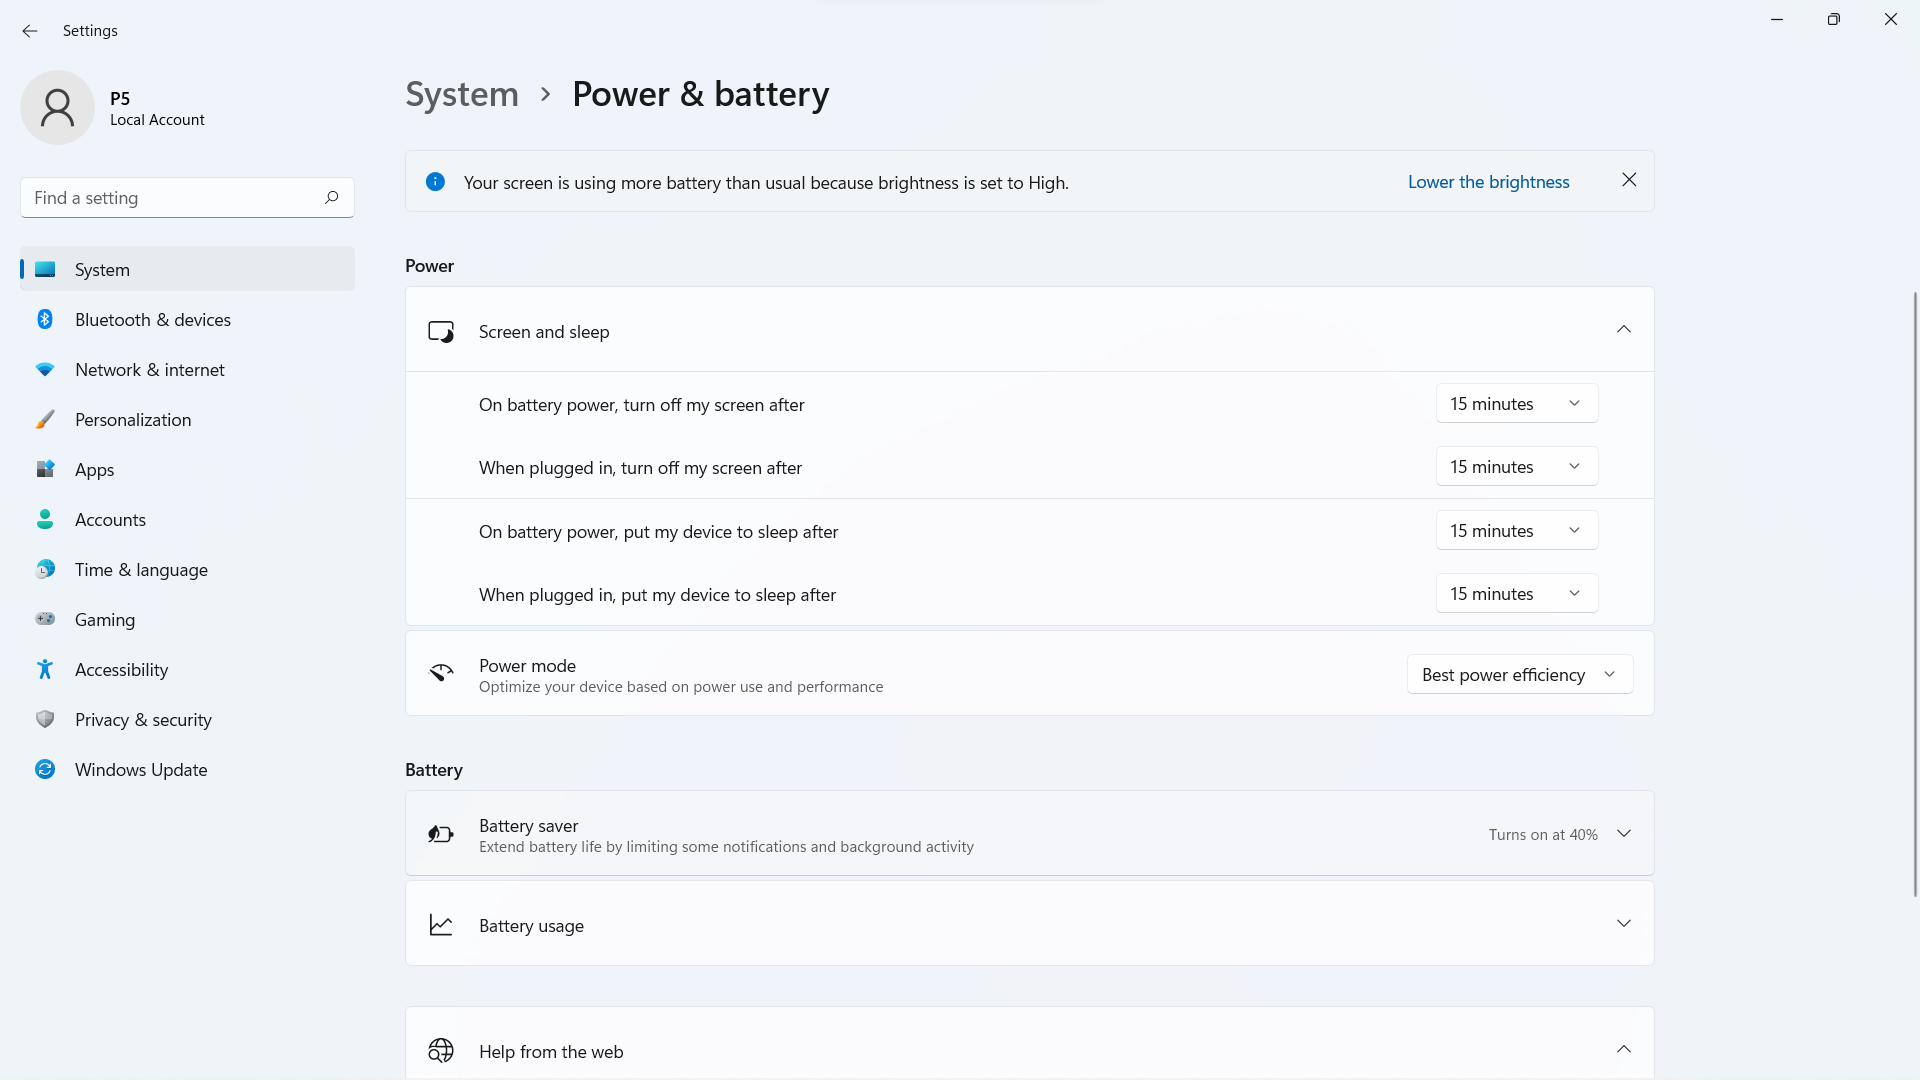 Settings
P5
Local Account
Find a setting
System
Bluetooth & devices
Network & internet
Personalization
Apps
Accounts
Time & language
Gaming
Accessibility
Privacy & security
Windows Update
System > Power & battery
Your screen is using more battery than usual because brightness is set to High. Lower the brightness
Power
Screen and sleep
On battery power, turn off my screen after 15 minutes
When plugged in, turn off my screen after 15 minutes
On battery power, put my device to sleep after 15 minutes
When plugged in, put my device to sleep after 15 minutes
Power mode
Optimize your device based on power use and performance
Best power efficiency
Battery
Battery saver
Extend battery life by limiting some notifications and background activity
Turns on at 40%
Battery usage
Help from the web